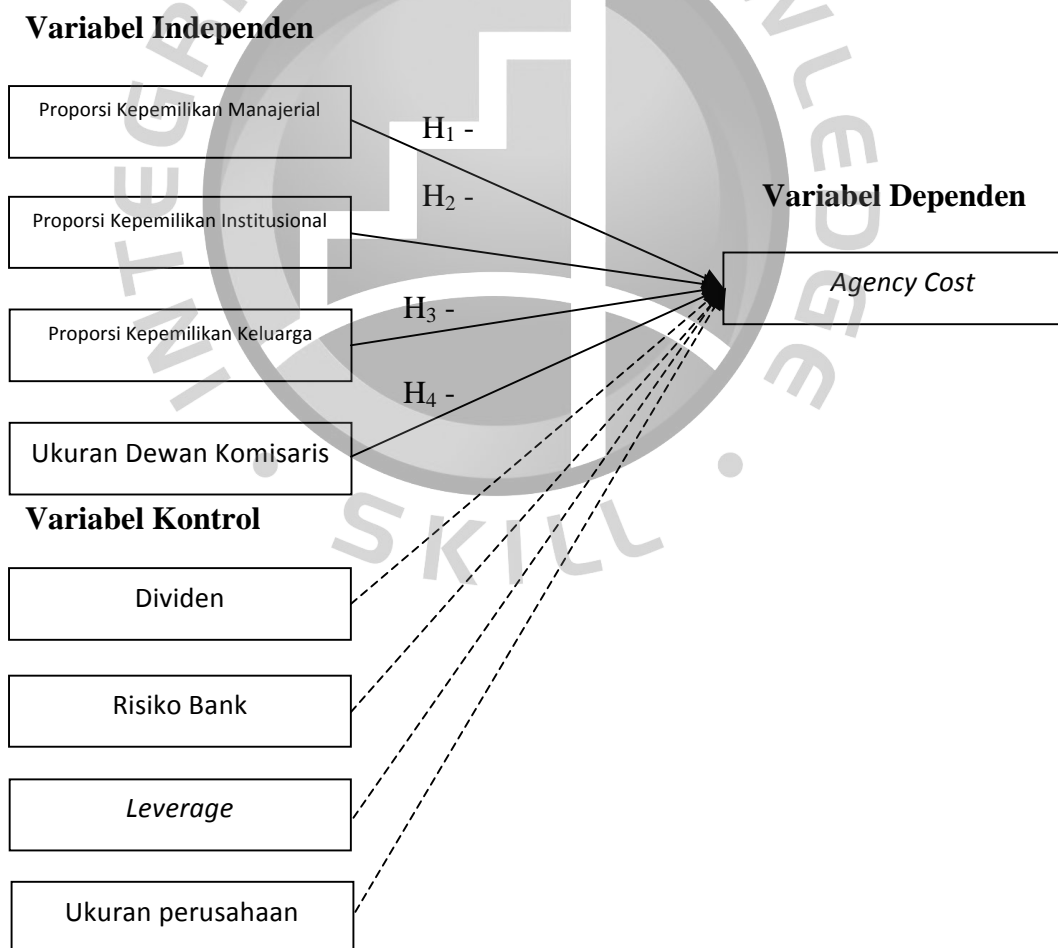 Variabel Independen
Proporsi Kepemilikan Manajerial
H1 -
H2 -
Variabel Dependen
Proporsi Kepemilikan Institusional
Agency Cost
H3 -
Proporsi Kepemilikan Keluarga
H4 -
Ukuran Dewan Komisaris
Variabel Kontrol
SKILL
Dividen
Risiko Bank
Leverage
Ukuran perusahaan